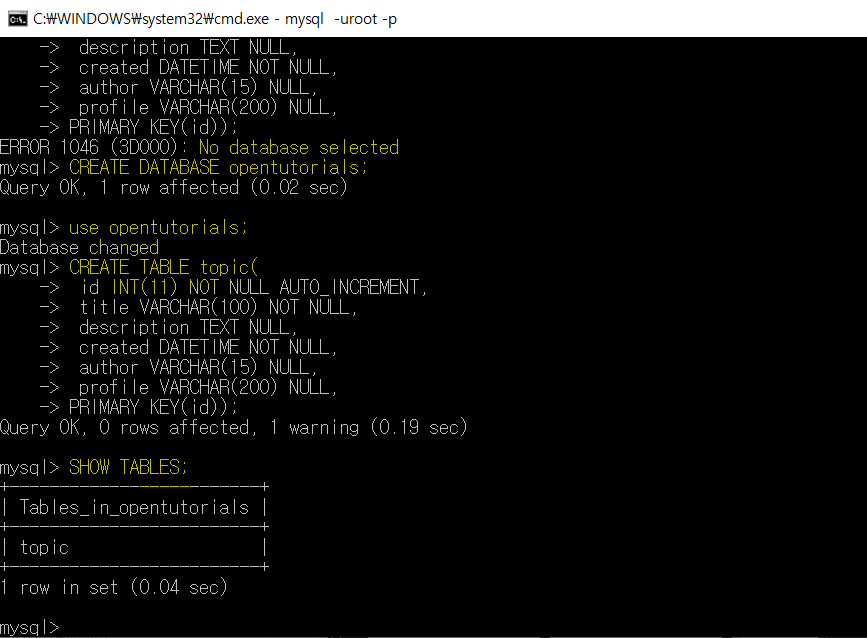 C:₩WINDOWS₩system32₩cmd.exe - mysql  -uroot -p
    ->  description TEXT NULL,
    ->  created DATETIME NOT NULL,
    ->  author VARCHAR(15) NULL,
    ->  profile VARCHAR(200) NULL,
    -> PRIMARY KEY(id));
ERROR 1046 (3D000): No database selected
mysql> CREATE DATABASE opentutorials;
Query OK, 1 row affected (0.02 sec)

mysql> use opentutorials;
Database changed
mysql> CREATE TABLE topic(
    ->  id INT(11) NOT NULL AUTO_INCREMENT,
    ->  title VARCHAR(100) NOT NULL,
    ->  description TEXT NULL,
    ->  created DATETIME NOT NULL,
    ->  author VARCHAR(15) NULL,
    ->  profile VARCHAR(200) NULL,
    -> PRIMARY KEY(id));
Query OK, 0 rows affected, 1 warning (0.19 sec)

mysql> SHOW TABLES;
+-------------------------+
| Tables_in_opentutorials |
+-------------------------+
| topic                   |
+-------------------------+
1 row in set (0.04 sec)

mysql>